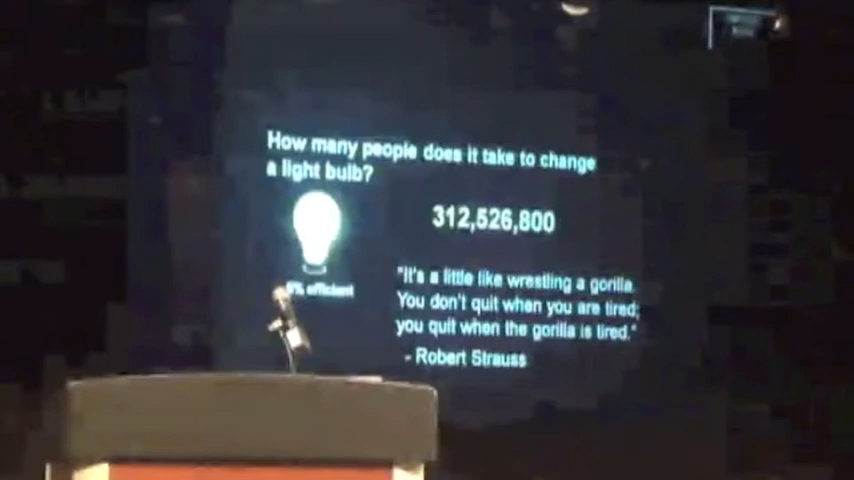 How many people does it take to change
a light bulb?
312,526,800
% efficient
"It's a little like wrestling a gorilla.
You don't quit when you are tired;
you quit when the gorilla is tired."
- Robert Strauss